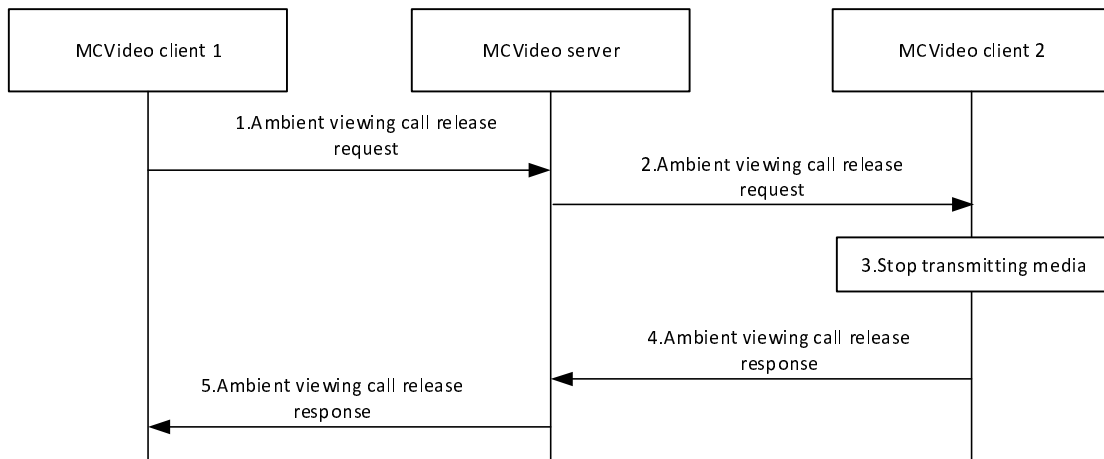 MCVideo client 1
MCVideo server
MCVideo client 2
1.Ambient viewing call release
request
2.Ambient viewing call release
request
3.Stop transmitting media
4.Ambient viewing call release
response
5.Ambient viewing call release
response